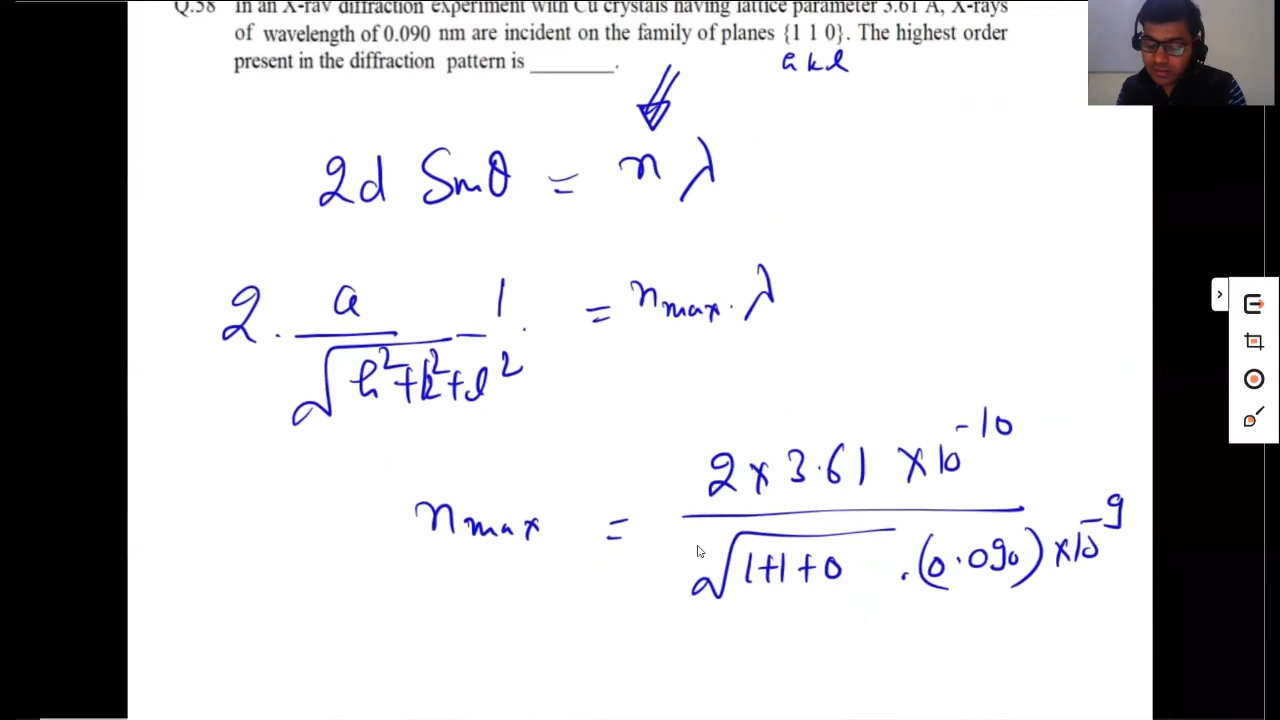 Q.58 In an X-ray diffraction experiment with Cu crystals having lattice parameter 3.61 Å, X-rays
of wavelength of 0.090 nm are incident on the family of planes {1 1 0}. The highest order
present in the diffraction pattern is ________.
h k l
2d Sinθ = n λ
2 · a / √(h²+k²+l²) · 1 = n max · λ
n max = 2 × 3.61 × 10⁻¹⁰ / √(1+1+0) · (0.090) × 10⁻⁹